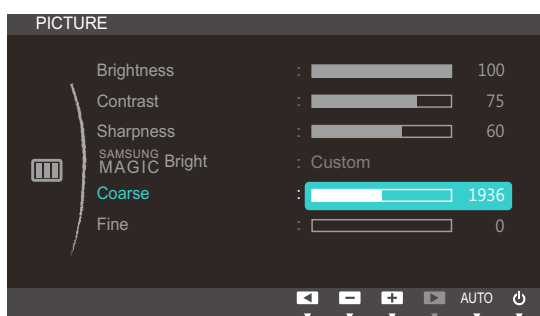 PICTURE
Brightness : 100
Contrast : 75
Sharpness : 60
SAMSUNG MAGIC Bright : Custom
Coarse : 1936
Fine : 0
AUTO